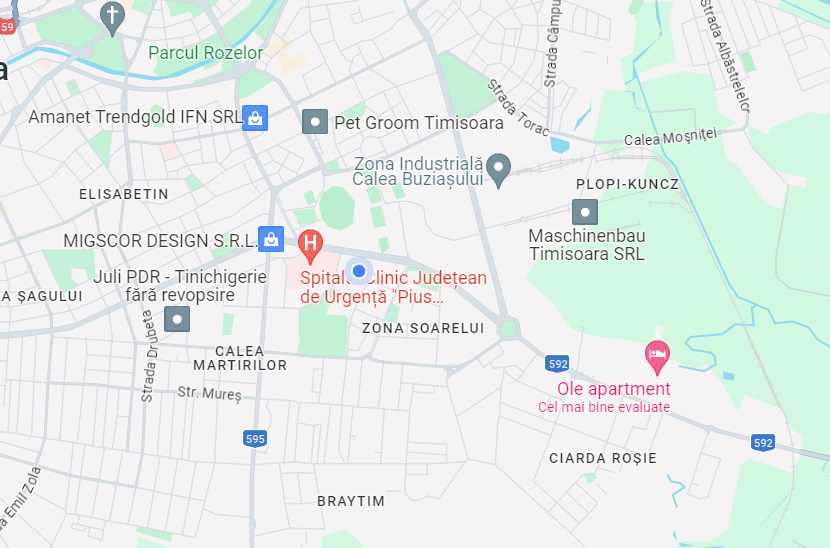 59
Parcul Rozelor
a
Strada Câmpu
Strada Albăstrelelor
Strada Torac
Amanet Trendgold IFN SRL
Pet Groom Timisoara
Calea Moșniței
Zona Industrială
Calea Buziașului
PLOPI-KUNCZ
ELISABETIN
Maschinenbau
Timisoara SRL
MIGSCOR DESIGN S.R.L.
H
Spitalul Clinic Județean
de Urgență "Pius...
Juli PDR - Tinichigerie
fără revopsire
A ȘAGULUI
Strada Drubeta
ZONA SOARELUI
CALEA
MARTIRILOR
592
Ole apartment
Cel mai bine evaluate
Str. Mureș
595
592
CIARDA ROȘIE
a Emil Zola
BRAYTIM